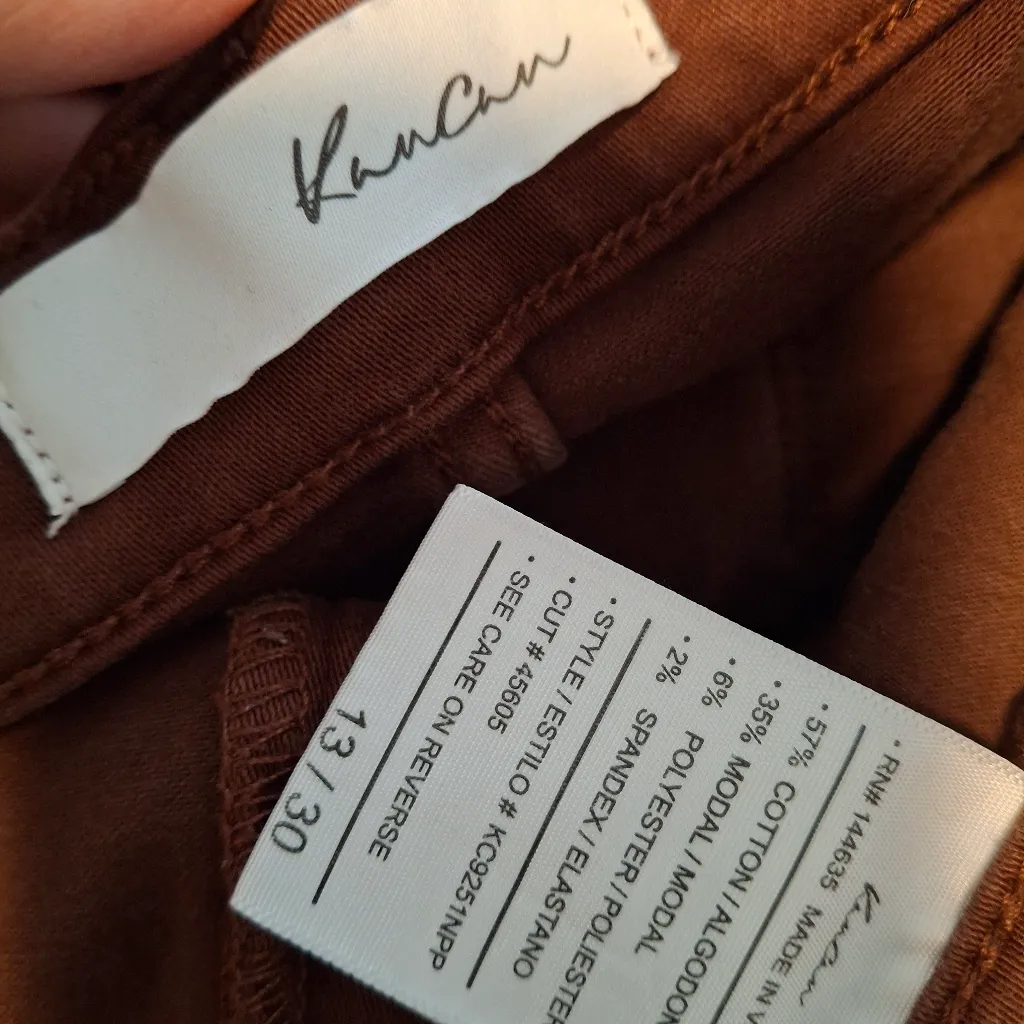 KanCan
KanCan
• RN# 144635 MADE IN V
• 57% COTTON / ALGODON
• 35% MODAL / MODAL
• 6% POLYESTER / POLIESTER
• 2% SPANDEX / ELASTANO
• STYLE / ESTILO # KC9251NPP
• CUT # 45605
• SEE CARE ON REVERSE
13 / 30